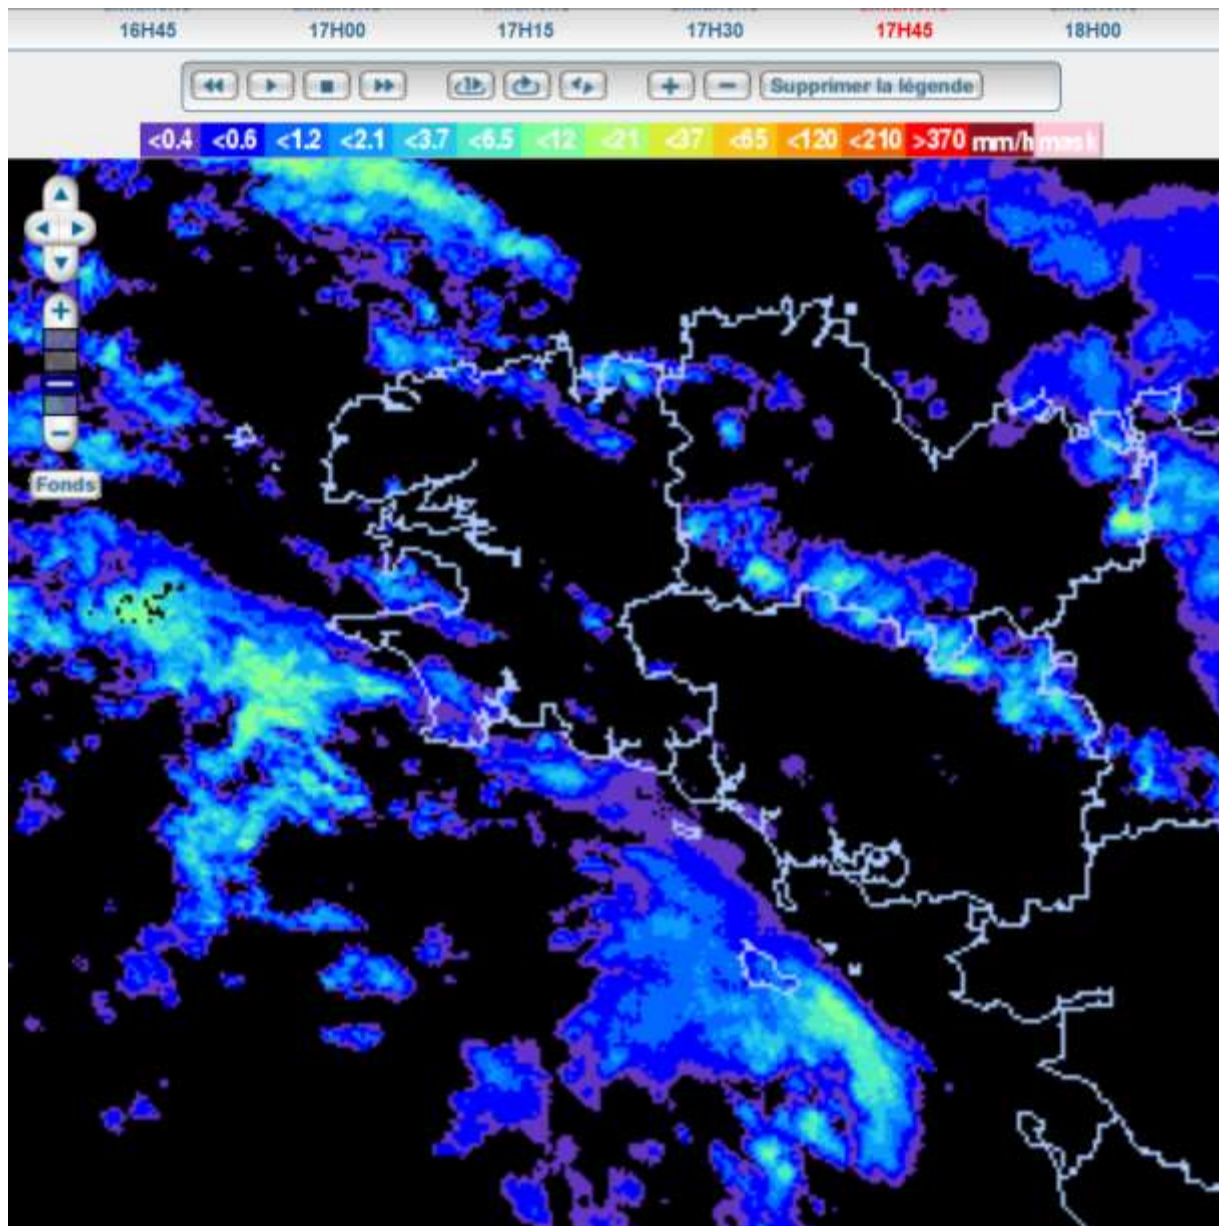 16H45 17H00 17H15 17H30 17H45 18H00
Supprimer la légende
<0.4 <0.6 <1.2 <2.1 <3.7 <6.5 <12 <21 <37 <65 <120 <210 >370 mm/h mask
Fonds